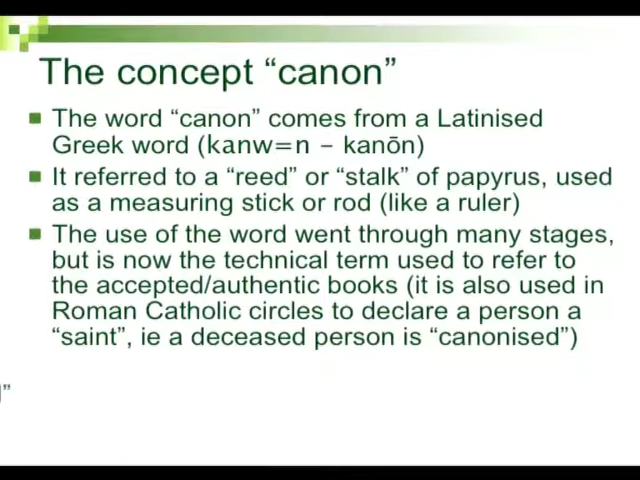 The concept “canon”
The word “canon” comes from a Latinised
Greek word (kanw=n – kanōn)
It referred to a “reed” or “stalk” of papyrus, used
as a measuring stick or rod (like a ruler)
The use of the word went through many stages,
but is now the technical term used to refer to
the accepted/authentic books (it is also used in
Roman Catholic circles to declare a person a
“saint”, ie a deceased person is “canonised”)